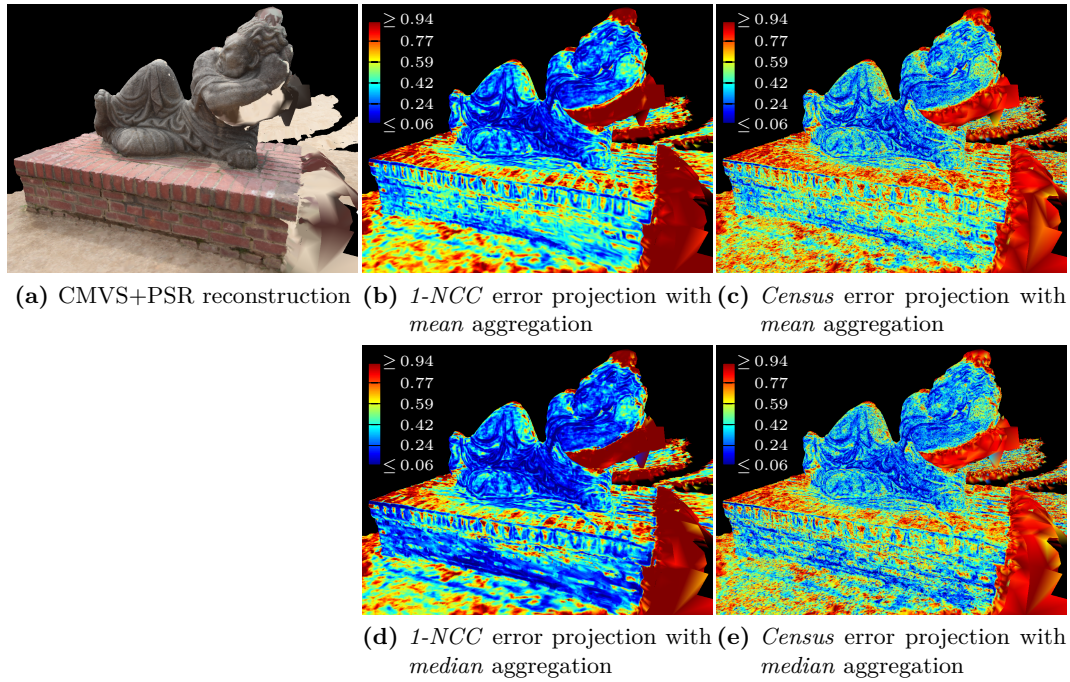 ≥ 0.94
0.77
0.59
0.42
0.24
≤ 0.06
≥ 0.94
0.77
0.59
0.42
0.24
≤ 0.06
(a) CMVS+PSR reconstruction
(b) 1-NCC error projection with
mean aggregation
(c) Census error projection with
mean aggregation
≥ 0.94
0.77
0.59
0.42
0.24
≤ 0.06
≥ 0.94
0.77
0.59
0.42
0.24
≤ 0.06
(d) 1-NCC error projection with
median aggregation
(e) Census error projection with
median aggregation